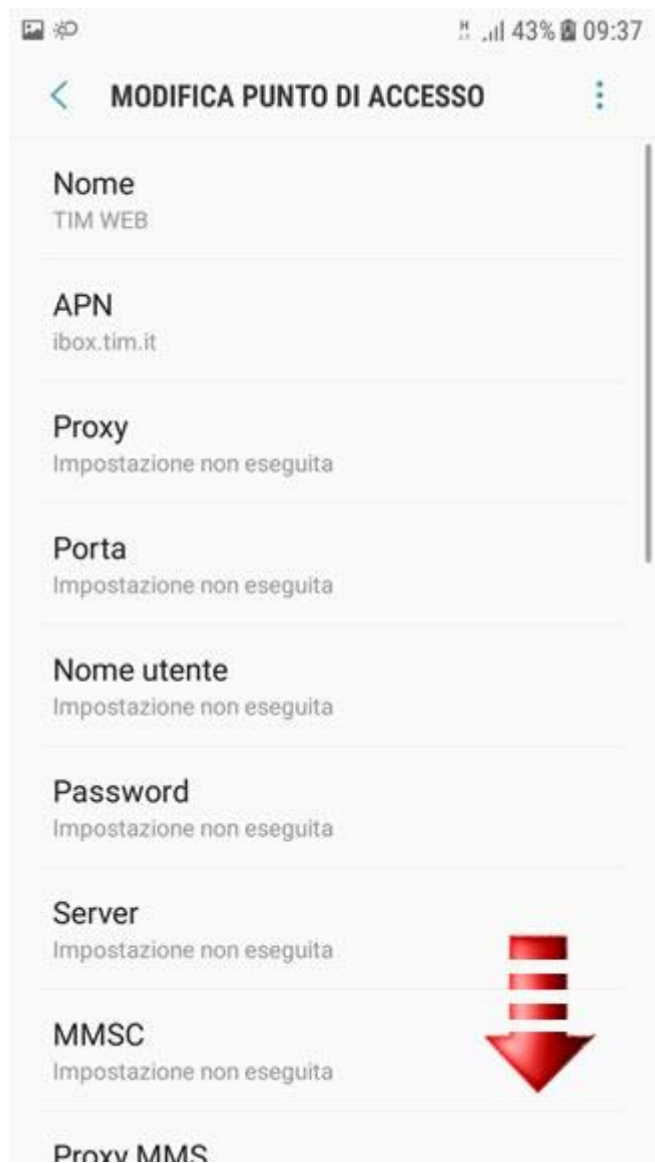 H 43% 09:37
MODIFICA PUNTO DI ACCESSO
Nome
TIM WEB
APN
ibox.tim.it
Proxy
Impostazione non eseguita
Porta
Impostazione non eseguita
Nome utente
Impostazione non eseguita
Password
Impostazione non eseguita
Server
Impostazione non eseguita
MMSC
Impostazione non eseguita
Proxy MMS